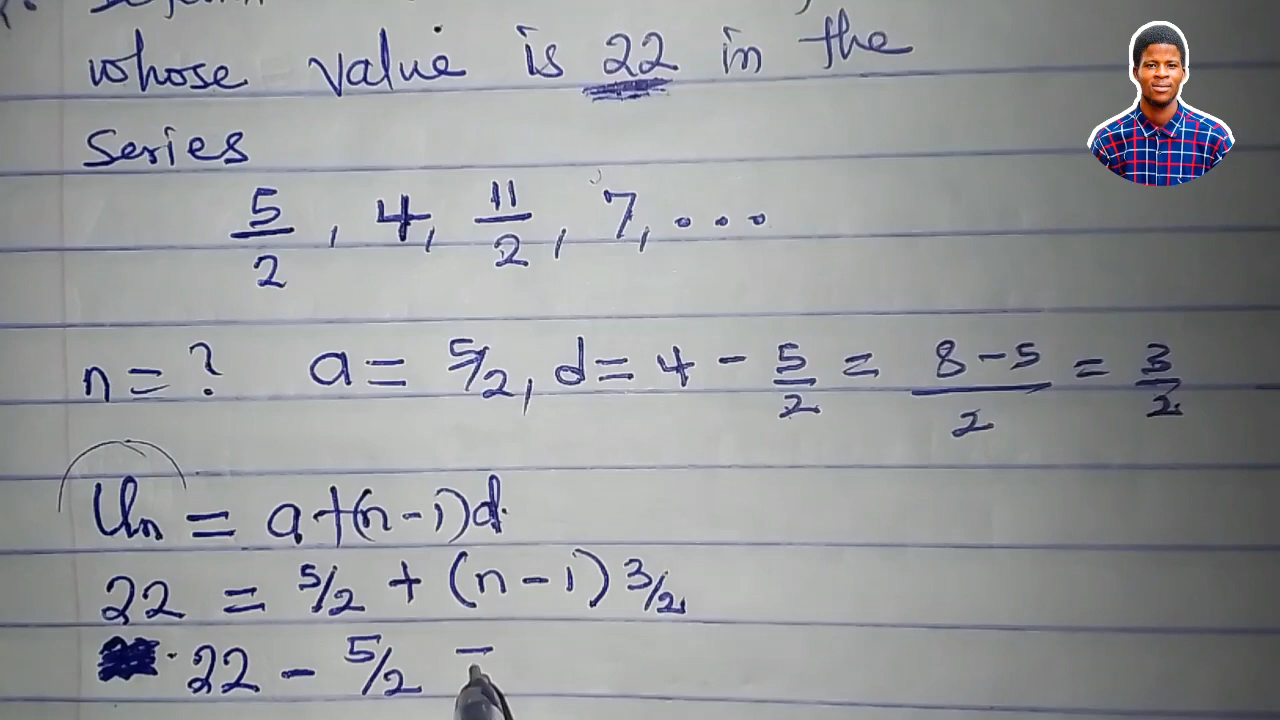 whose value is 22 in the
Series
5/2, 4, 11/2, 7, ...
n = ? a = 5/2, d = 4 - 5/2 = (8-5)/2 = 3/2
Un = a+(n-1)d
22 = 5/2 + (n-1) 3/2
22 - 5/2